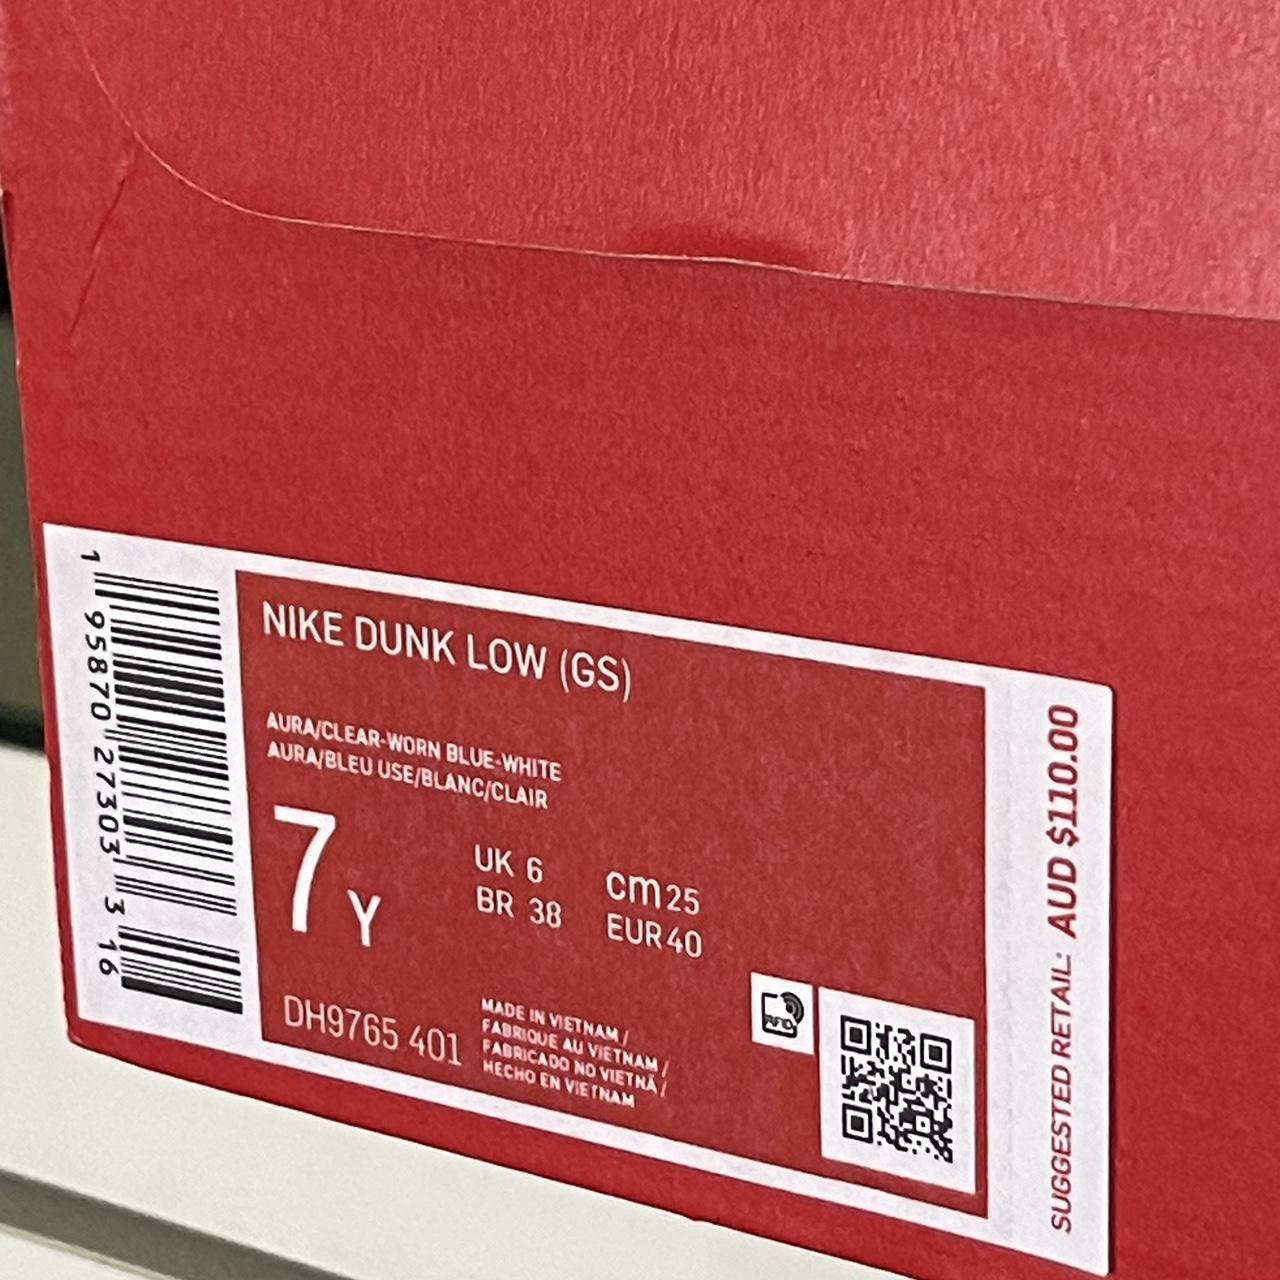 NIKE DUNK LOW (GS)
AURA/CLEAR-WORN BLUE-WHITE
AURA/BLEU USE/BLANC/CLAIR
7 Y
UK 6 cm 25
BR 38 EUR 40
DH9765 401
MADE IN VIETNAM /
FABRIQUE AU VIETNAM /
FABRICADO NO VIETNÃ /
HECHO EN VIETNAM
RFID
1 95870 27303 3 16
SUGGESTED RETAIL: AUD $110.00